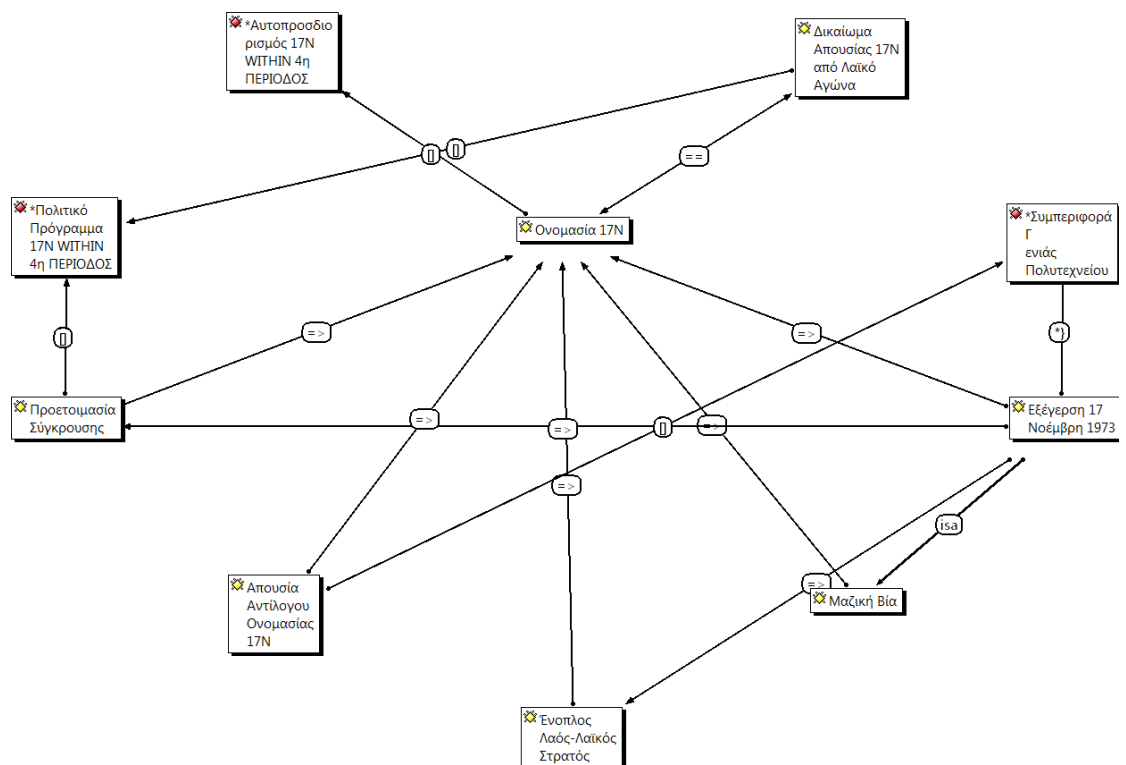 *Αυτοπροσδιο
ρισμός 17Ν
WITHIN 4η
ΠΕΡΙΟΔΟΣ
Δικαίωμα
Απουσίας 17Ν
από Λαϊκό
Αγώνα
[]
[]
==
*Πολιτικό
Πρόγραμμα
17Ν WITHIN
4η ΠΕΡΙΟΔΟΣ
Ονομασία 17Ν
*Συμπεριφορά
Γ
ενιάς
Πολυτεχνείου
[]
=>
=>
*}
Προετοιμασία
Σύγκρουσης
Εξέγερση 17
Νοέμβρη 1973
=>
=>
[]
=>
=>
isa
Απουσία
Αντίλογου
Ονομασίας
17Ν
=>
Μαζική Βία
Ένοπλος
Λαός-Λαϊκός
Στρατός